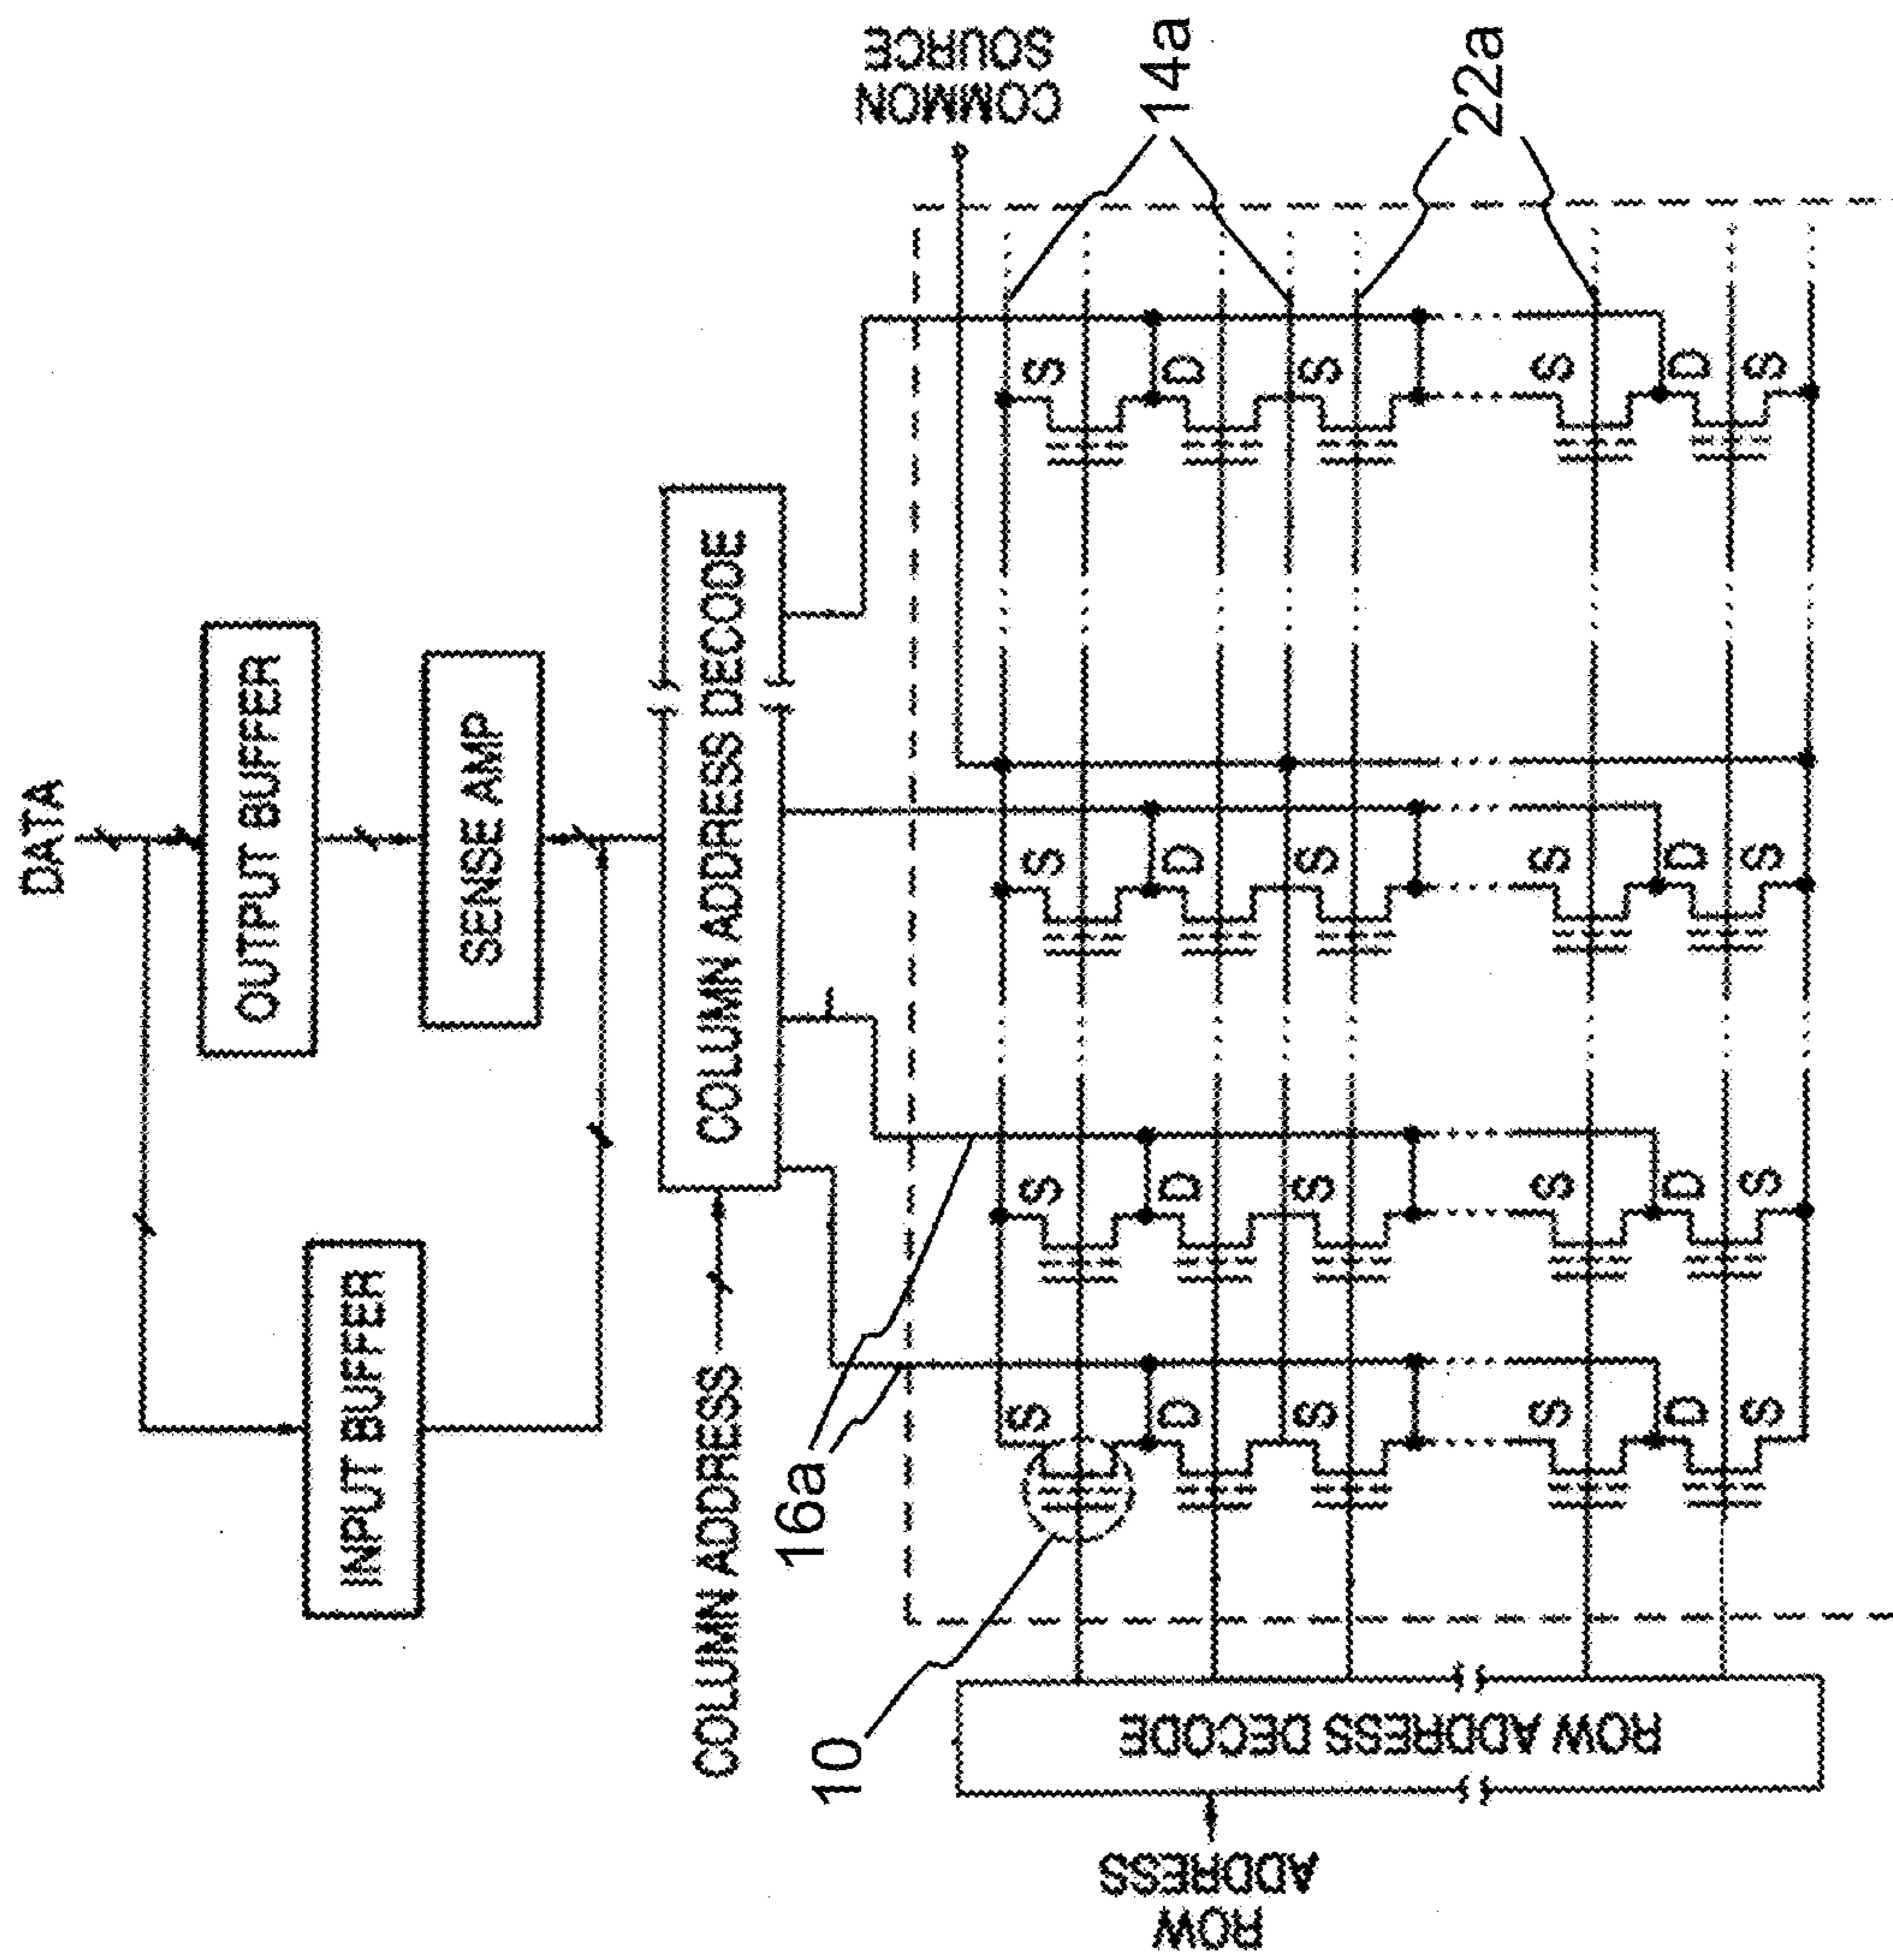 DATA
OUTPUT BUFFER
INPUT BUFFER
SENSE AMP
COLUMN ADDRESS
COLUMN ADDRESS DECODE
COMMON
SOURCE
16a
14a
22a
10
ROW
ADDRESS
ROW ADDRESS DECODE
S S S S
D D D D
S S S S
S S S S
D D D D
S S S S